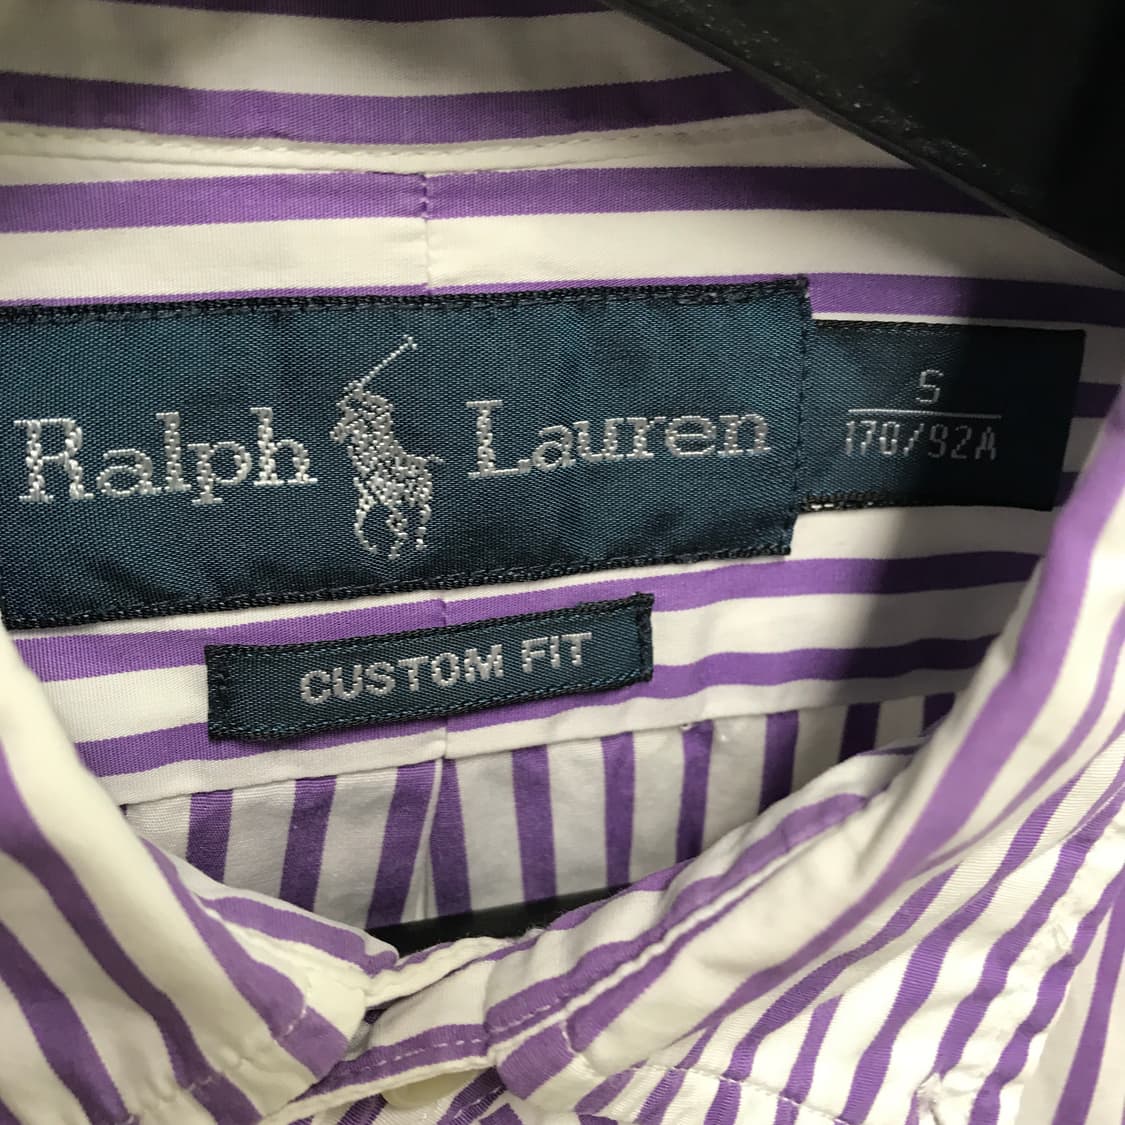 Ralph Lauren
S
170/92A
CUSTOM FIT